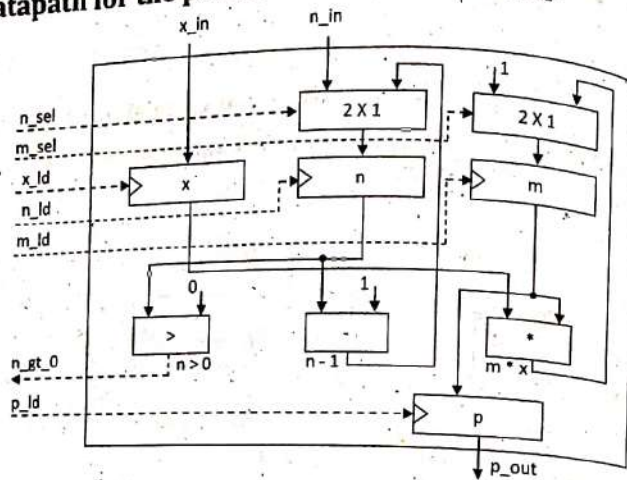 atapath for the p
x_in
n_in
1
n_sel
2 X 1
2 X 1
m_sel
x_ld
x
n
m
n_ld
m_ld
0
1
>
-
*
n_gt_0
n > 0
n - 1
m * x
p_ld
p
p_out